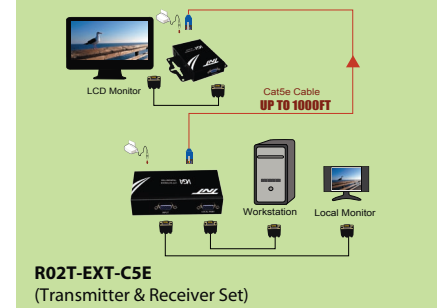 LCD Monitor
Cat5e Cable
UP TO 1000FT
Workstation
Local Monitor
R02T-EXT-C5E
(Transmitter & Receiver Set)